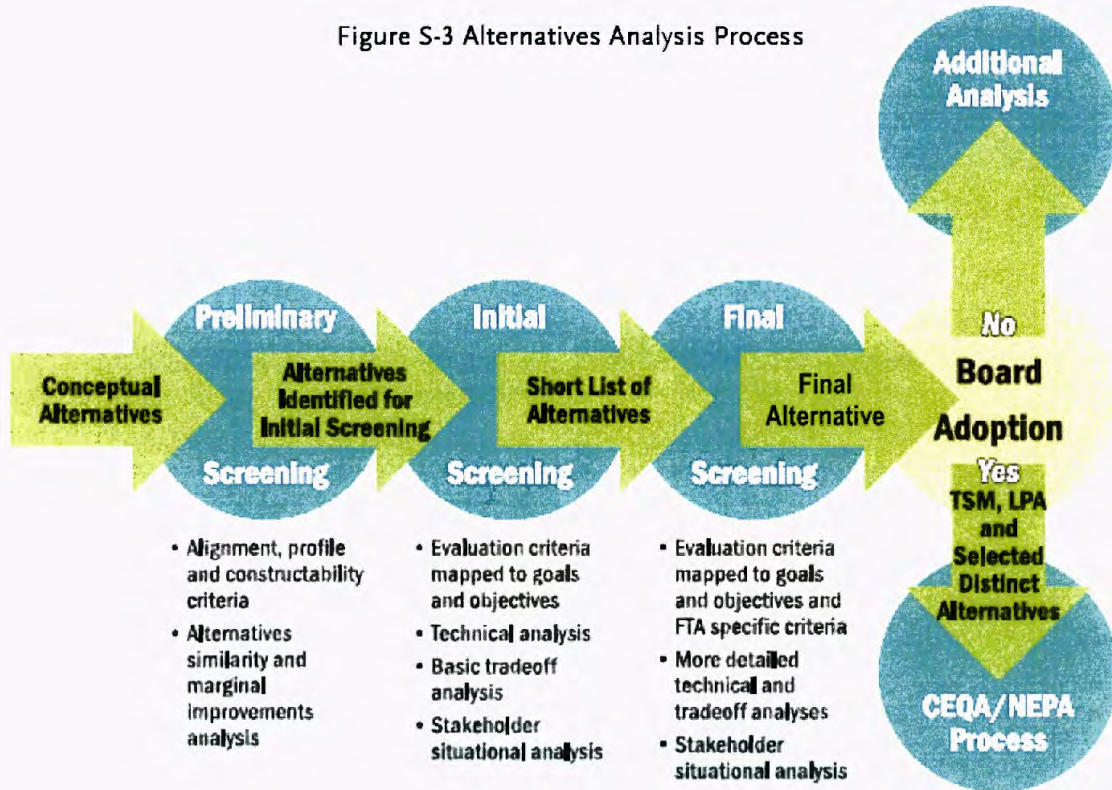 Figure S-3 Alternatives Analysis Process
Additional
Analysis
Preliminary
Screening
Initial
Screening
Final
Screening
Conceptual
Alternatives
Alternatives
Identified for
Initial Screening
Short List of
Alternatives
Final
Alternative
No
Board
Adoption
Yes
TSM, LPA
and
Selected
Distinct
Alternatives
CEQA/NEPA
Process
• Alignment, profile
and constructability
criteria
• Alternatives
similarity and
marginal
improvements
analysis
• Evaluation criteria
mapped to goals
and objectives
• Technical analysis
• Basic tradeoff
analysis
• Stakeholder
situational analysis
• Evaluation criteria
mapped to goals
and objectives and
FTA specific criteria
• More detailed
technical and
tradeoff analyses
• Stakeholder
situational analysis